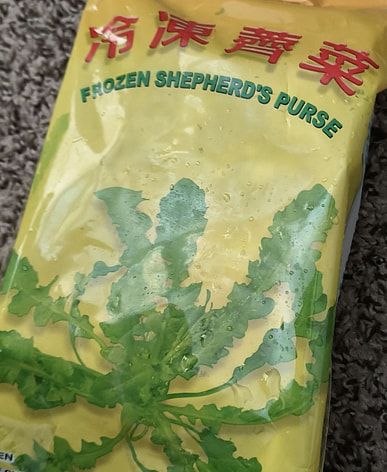 冷凍薺菜
FROZEN SHEPHERD'S PURSE